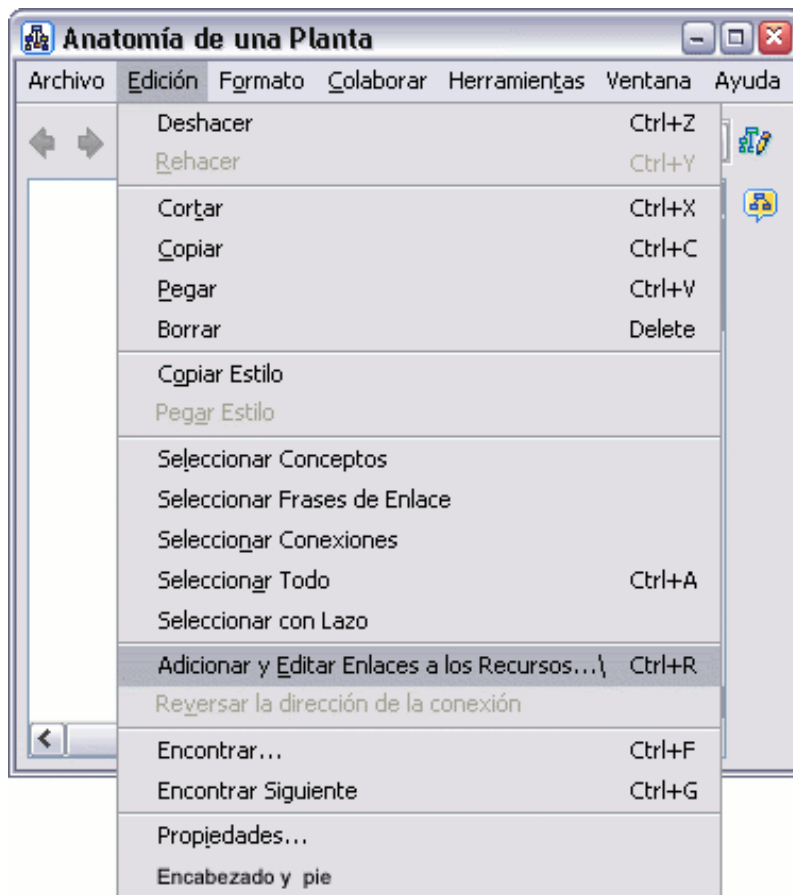 Anatomía de una Planta
Archivo Edición Formato Colaborar Herramientas Ventana Ayuda
Deshacer Ctrl+Z
Rehacer Ctrl+Y
Cortar Ctrl+X
Copiar Ctrl+C
Pegar Ctrl+V
Borrar Delete
Copiar Estilo
Pegar Estilo
Seleccionar Conceptos
Seleccionar Frases de Enlace
Seleccionar Conexiones
Seleccionar Todo Ctrl+A
Seleccionar con Lazo
Adicionar y Editar Enlaces a los Recursos...\ Ctrl+R
Reversar la dirección de la conexión
Encontrar... Ctrl+F
Encontrar Siguiente Ctrl+G
Propiedades...
Encabezado y pie